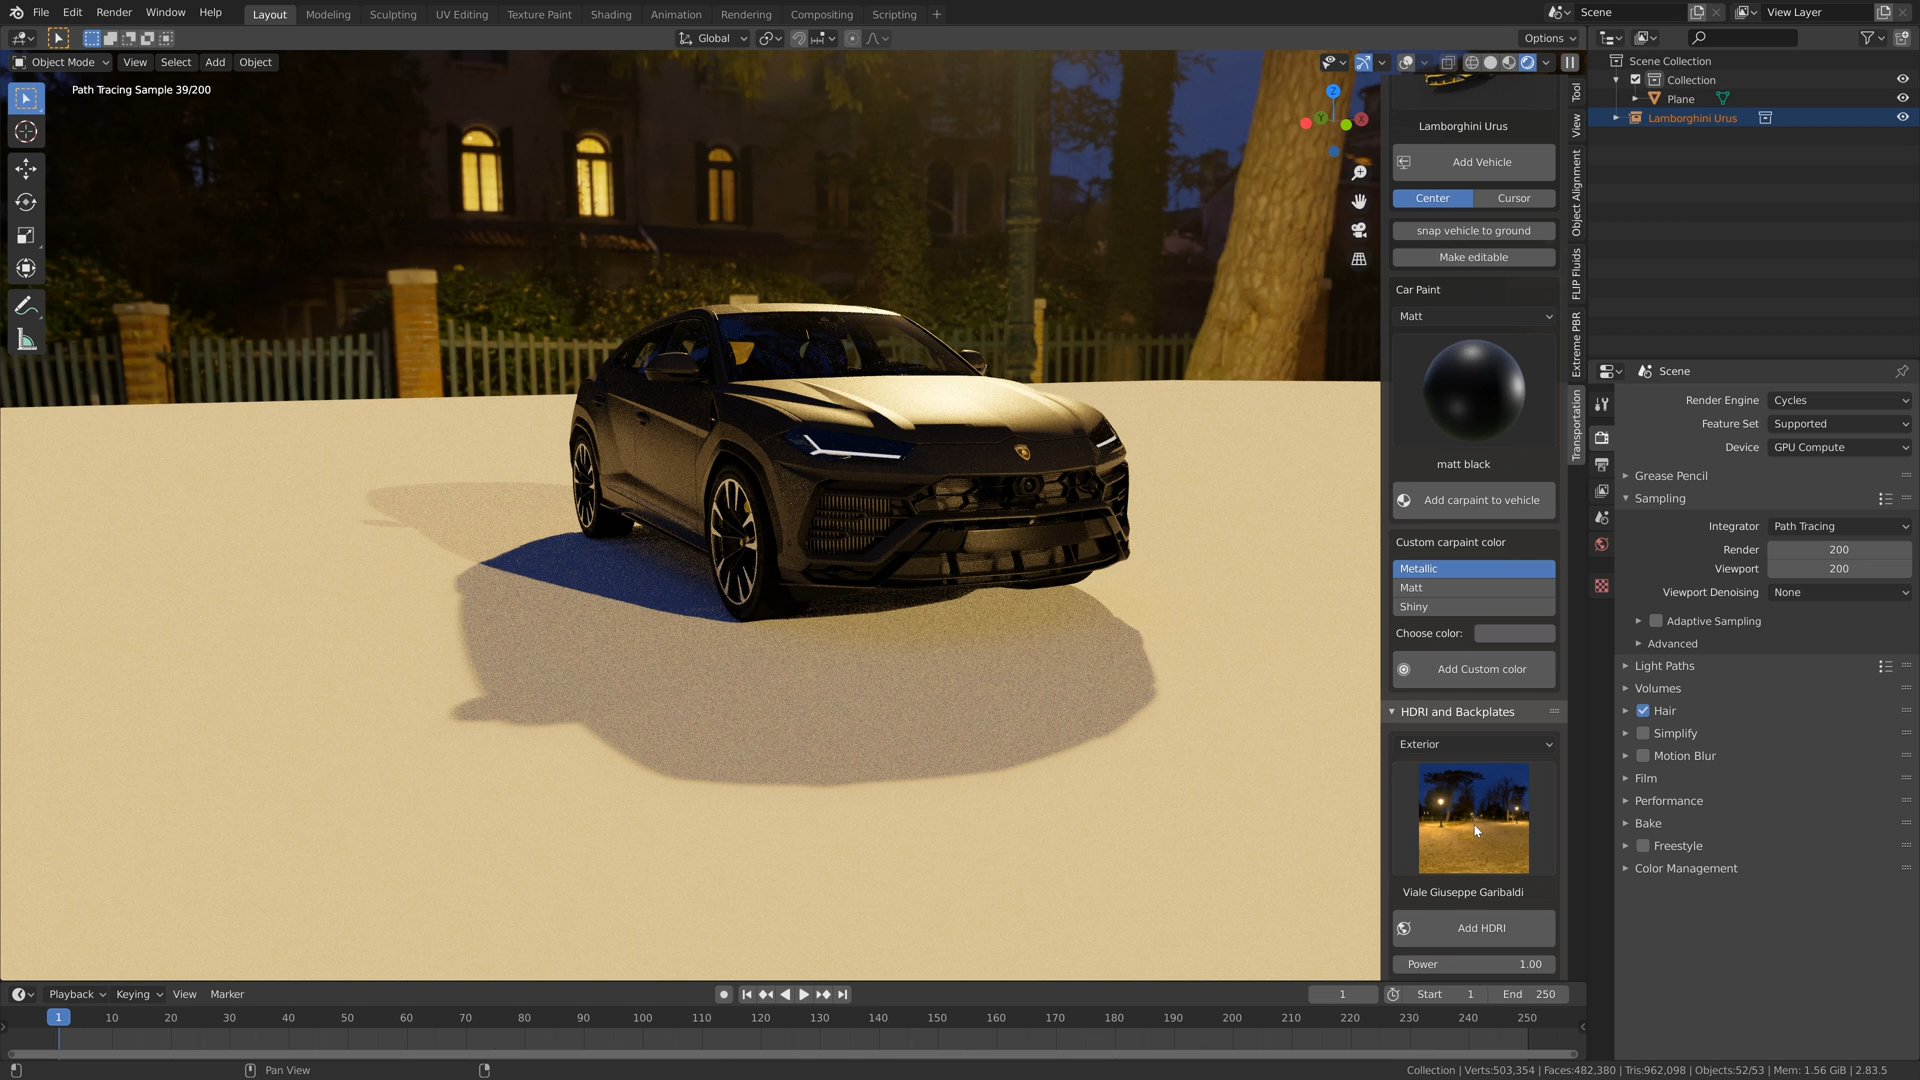 File Edit Render Window Help Layout Modeling Sculpting UV Editing Texture Paint Shading Animation Rendering Compositing Scripting + Scene View Layer
Global Options
Object Mode View Select Add Object
Path Tracing Sample 39/200
Z
Y
X
Lamborghini Urus
Add Vehicle
Center Cursor
snap vehicle to ground
Make editable
Car Paint
Matt
matt black
Add carpaint to vehicle
Custom carpaint color
Metallic
Matt
Shiny
Choose color:
Add Custom color
HDRI and Backplates
Exterior
Viale Giuseppe Garibaldi
Add HDRI
Power 1.00
Tool
View
Object Alignment
FLIP Fluids
Extreme PBR
Transportation
Scene Collection
Collection
Plane
Lamborghini Urus
Scene
Render Engine Cycles
Feature Set Supported
Device GPU Compute
Grease Pencil
Sampling
Integrator Path Tracing
Render 200
Viewport 200
Viewport Denoising None
Adaptive Sampling
Advanced
Light Paths
Volumes
Hair
Simplify
Motion Blur
Film
Performance
Bake
Freestyle
Color Management
Playback Keying View Marker 1 Start 1 End 250
1 10 20 30 40 50 60 70 80 90 100 110 120 130 140 150 160 170 180 190 200 210 220 230 240 250
Pan View Collection | Verts:503,354 | Faces:482,380 | Tris:962,098 | Objects:52/53 | Mem: 1.56 GiB | 2.83.5